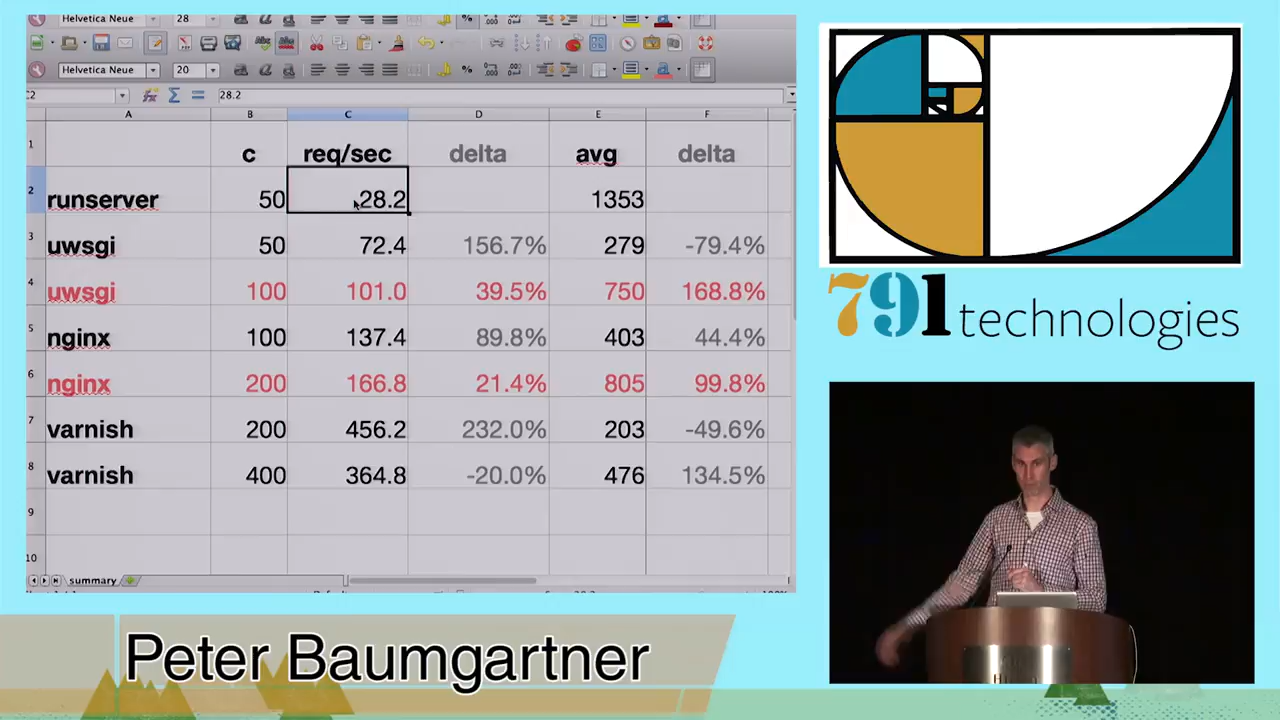 Helvetica Neue 28
Helvetica Neue 20
28.2
A B C D E F
1 c req/sec delta avg delta
2 runserver 50 28.2 1353
3 uwsgi 50 72.4 156.7% 279 -79.4%
4 uwsgi 100 101.0 39.5% 750 168.8%
5 nginx 100 137.4 89.8% 403 44.4%
6 nginx 200 166.8 21.4% 805 99.8%
7 varnish 200 456.2 232.0% 203 -49.6%
8 varnish 400 364.8 -20.0% 476 134.5%
9
10
summary
791 technologies
Peter Baumgartner